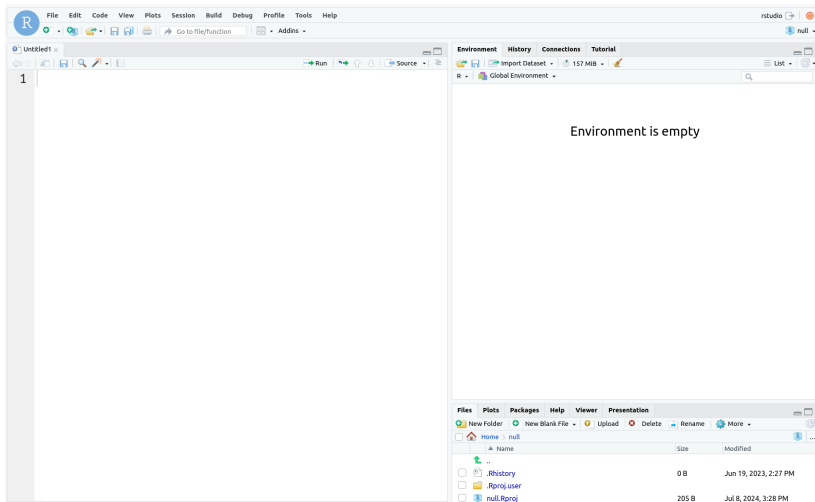 R File Edit Code View Plots Session Build Debug Profile Tools Help rstudio
Go to file/function Addins null
Untitled1
Run Source
1
Environment History Connections Tutorial
Import Dataset 157 MiB List
R Global Environment
Environment is empty
Files Plots Packages Help Viewer Presentation
New Folder New Blank File Upload Delete Rename More
Home null ...
Name Size Modified
..
.Rhistory 0 B Jun 19, 2023, 2:27 PM
.Rproj.user
null.Rproj 205 B Jul 8, 2024, 3:28 PM